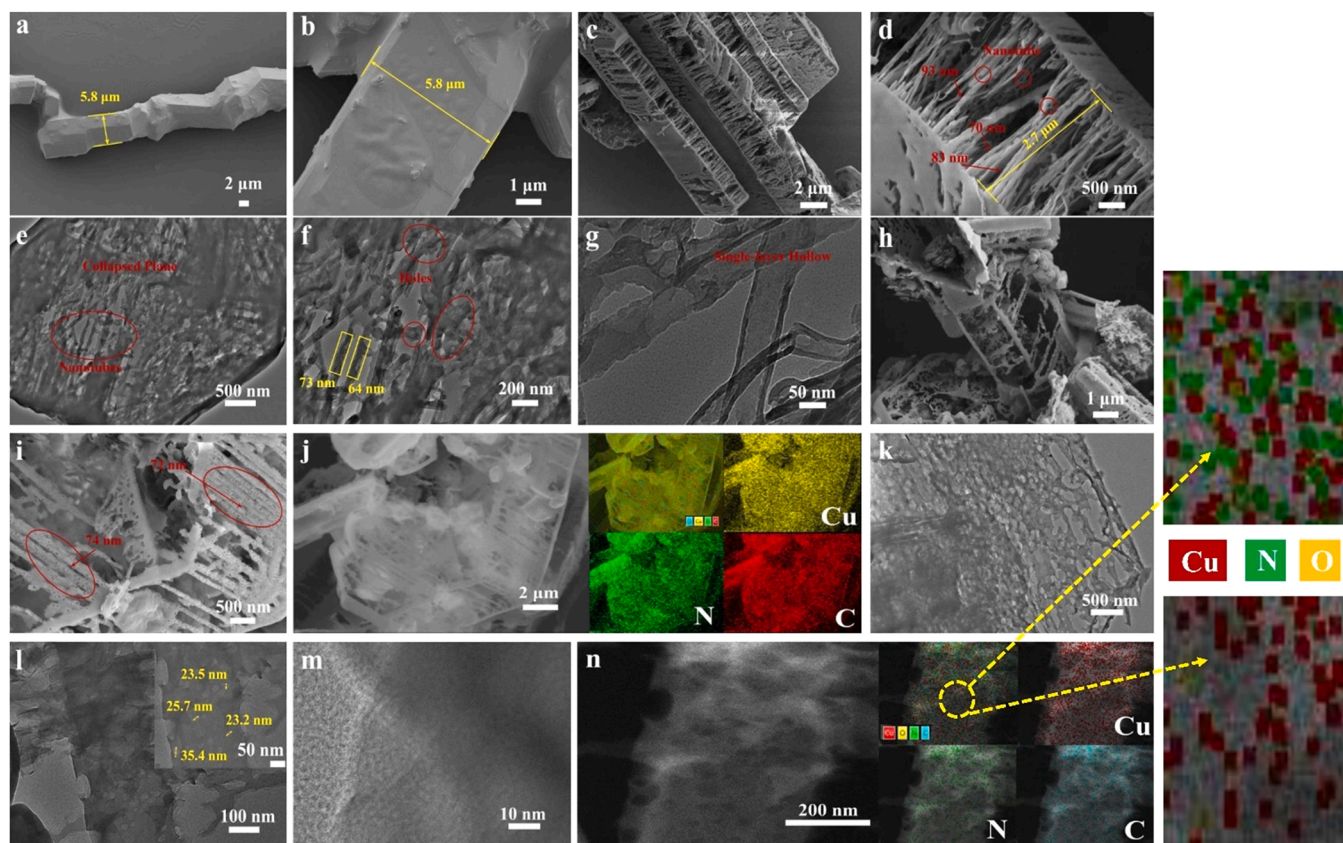 a
5.8 μm
2 μm
b
5.8 μm
1 μm
c
2 μm
d
93 nm
70 nm
83 nm
2.7 μm
500 nm
e
Collapsed Plane
500 nm
f
Holes
73 nm
64 nm
200 nm
g
Single-layer Hollow
50 nm
h
1 μm
i
72 nm
74 nm
500 nm
j
2 μm
Cu
N
C
k
500 nm
Cu
N
O
l
23.5 nm
25.7 nm
23.2 nm
35.4 nm
50 nm
100 nm
m
10 nm
n
200 nm
Cu
O
N
C
Cu
N
C